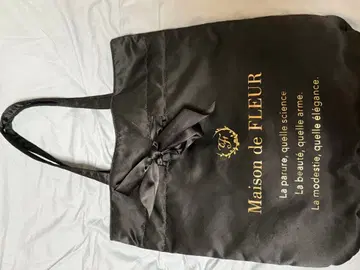 Maison de FLEUR
La parure, quelle science
La beauté, quelle arme.
La modestie, quelle élégance.